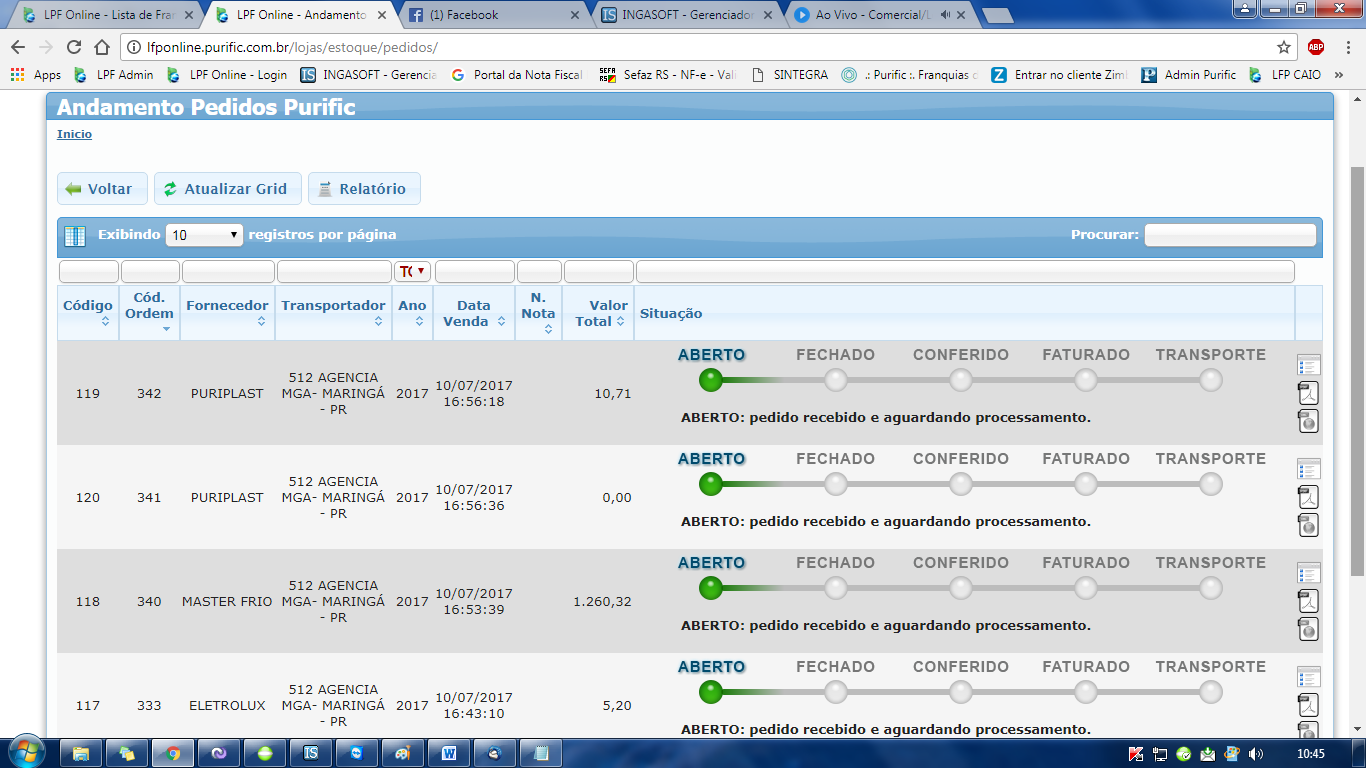 LPF Online - Lista de Fran
LPF Online - Andamento
(1) Facebook
INGASOFT - Gerenciador
Ao Vivo - Comercial/L
lfponline.purific.com.br/lojas/estoque/pedidos/
ABP
Apps
LPF Admin
LPF Online - Login
INGASOFT - Gerencia
Portal da Nota Fiscal
Sefaz RS - NF-e - Vali
SINTEGRA
.: Purific :. Franquias
Entrar no cliente Zim
Admin Purific
LFP CAIO
»
Andamento Pedidos Purific
Inicio
Voltar
Atualizar Grid
Relatório
Exibindo 10 registros por página
Procurar:
Código
Cód. Ordem
Fornecedor
Transportador
Ano
Data Venda
N. Nota
Valor Total
Situação
119
342
PURIPLAST
512 AGENCIA
MGA- MARINGÁ
- PR
2017
10/07/2017
16:56:18
10,71
ABERTO FECHADO CONFERIDO FATURADO TRANSPORTE
ABERTO: pedido recebido e aguardando processamento.
120
341
PURIPLAST
512 AGENCIA
MGA- MARINGÁ
- PR
2017
10/07/2017
16:56:36
0,00
ABERTO FECHADO CONFERIDO FATURADO TRANSPORTE
ABERTO: pedido recebido e aguardando processamento.
118
340
MASTER FRIO
512 AGENCIA
MGA- MARINGÁ
- PR
2017
10/07/2017
16:53:39
1.260,32
ABERTO FECHADO CONFERIDO FATURADO TRANSPORTE
ABERTO: pedido recebido e aguardando processamento.
117
333
ELETROLUX
512 AGENCIA
MGA- MARINGÁ
- PR
2017
10/07/2017
16:43:10
5,20
ABERTO FECHADO CONFERIDO FATURADO TRANSPORTE
ABERTO: pedido recebido e aguardando processamento.
10:45